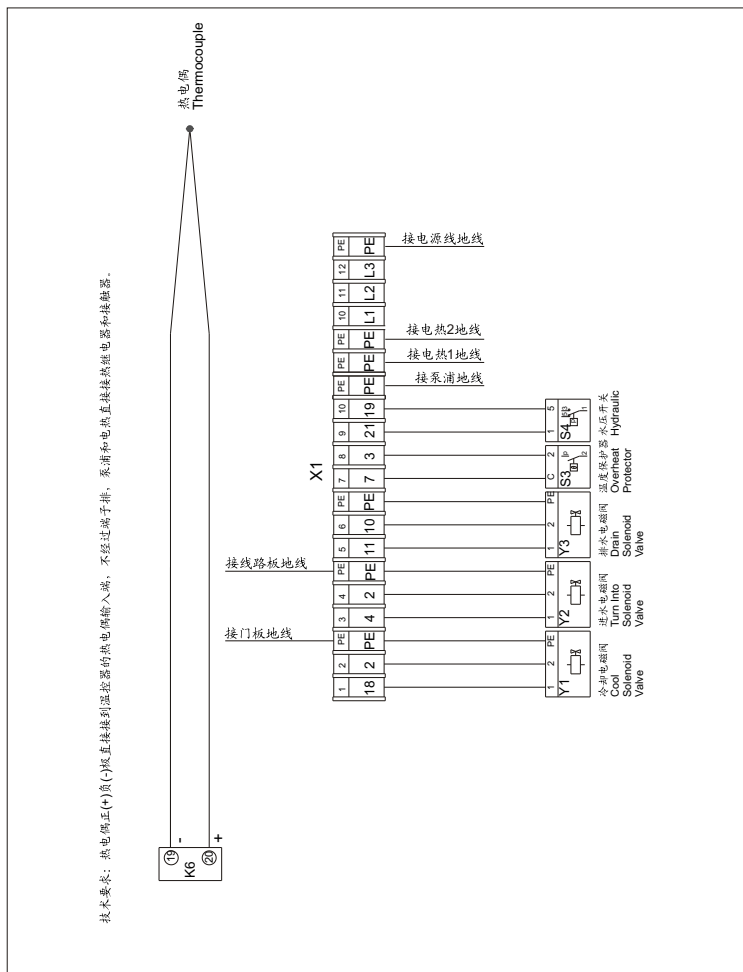 热电偶
Thermocouple
技术要求：热电偶正(+)负(-)极直接接到温控器的热电偶输入端，不经过端子排，泵浦和电热直接接热继电器和接触器。
K6
19
-
20
+
X1
PE PE
12 L3
11 L2
10 L1
PE PE
PE PE
PE PE
10 19
9 21
8 3
7 7
PE PE
6 10
5 11
PE PE
4 2
3 4
PE PE
2 2
1 18
接电源线地线
接电热2地线
接电热1地线
接泵浦地线
接线路板地线
接门板地线
5
1
S4
水压开关
Hydraulic
2
C
S3
温度保护器
Overheat
Protector
PE
2
1
Y3
排水电磁阀
Drain
Solenoid
Valve
PE
2
1
Y2
进水电磁阀
Turn Into
Solenoid
Valve
PE
2
1
Y1
冷却电磁阀
Cool
Solenoid
Valve